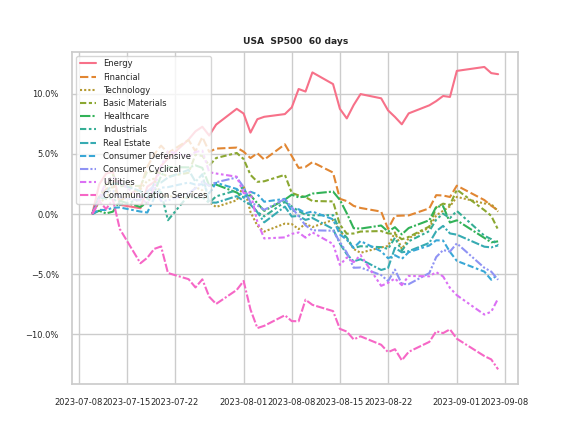 USA SP500 60 days
Energy
Financial
Technology
Basic Materials
Healthcare
Industrials
Real Estate
Consumer Defensive
Consumer Cyclical
Utilities
Communication Services
10.0%
5.0%
0.0%
−5.0%
−10.0%
2023-07-08 2023-07-15 2023-07-22 2023-08-01 2023-08-08 2023-08-15 2023-08-22 2023-09-01 2023-09-08